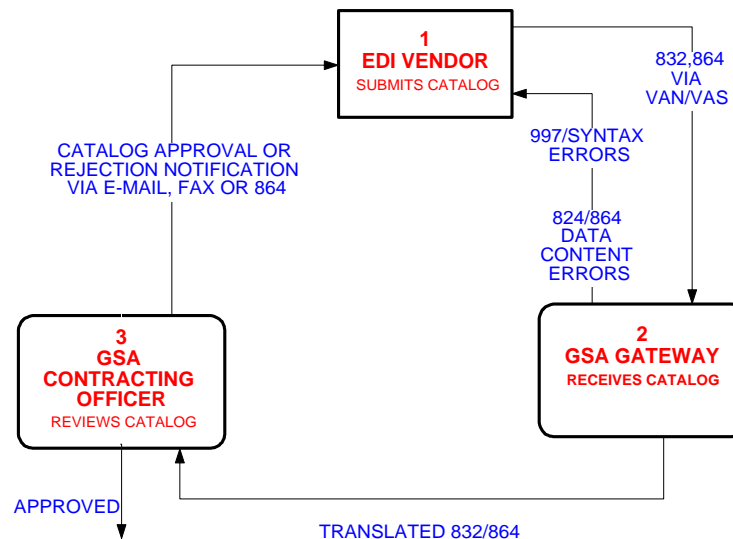 1
EDI VENDOR
SUBMITS CATALOG
832,864
VIA
VAN/VAS
997/SYNTAX
ERRORS
CATALOG APPROVAL OR
REJECTION NOTIFICATION
VIA E-MAIL, FAX OR 864
824/864
DATA
CONTENT
ERRORS
3
GSA
CONTRACTING
OFFICER
REVIEWS CATALOG
2
GSA GATEWAY
RECEIVES CATALOG
APPROVED
TRANSLATED 832/864